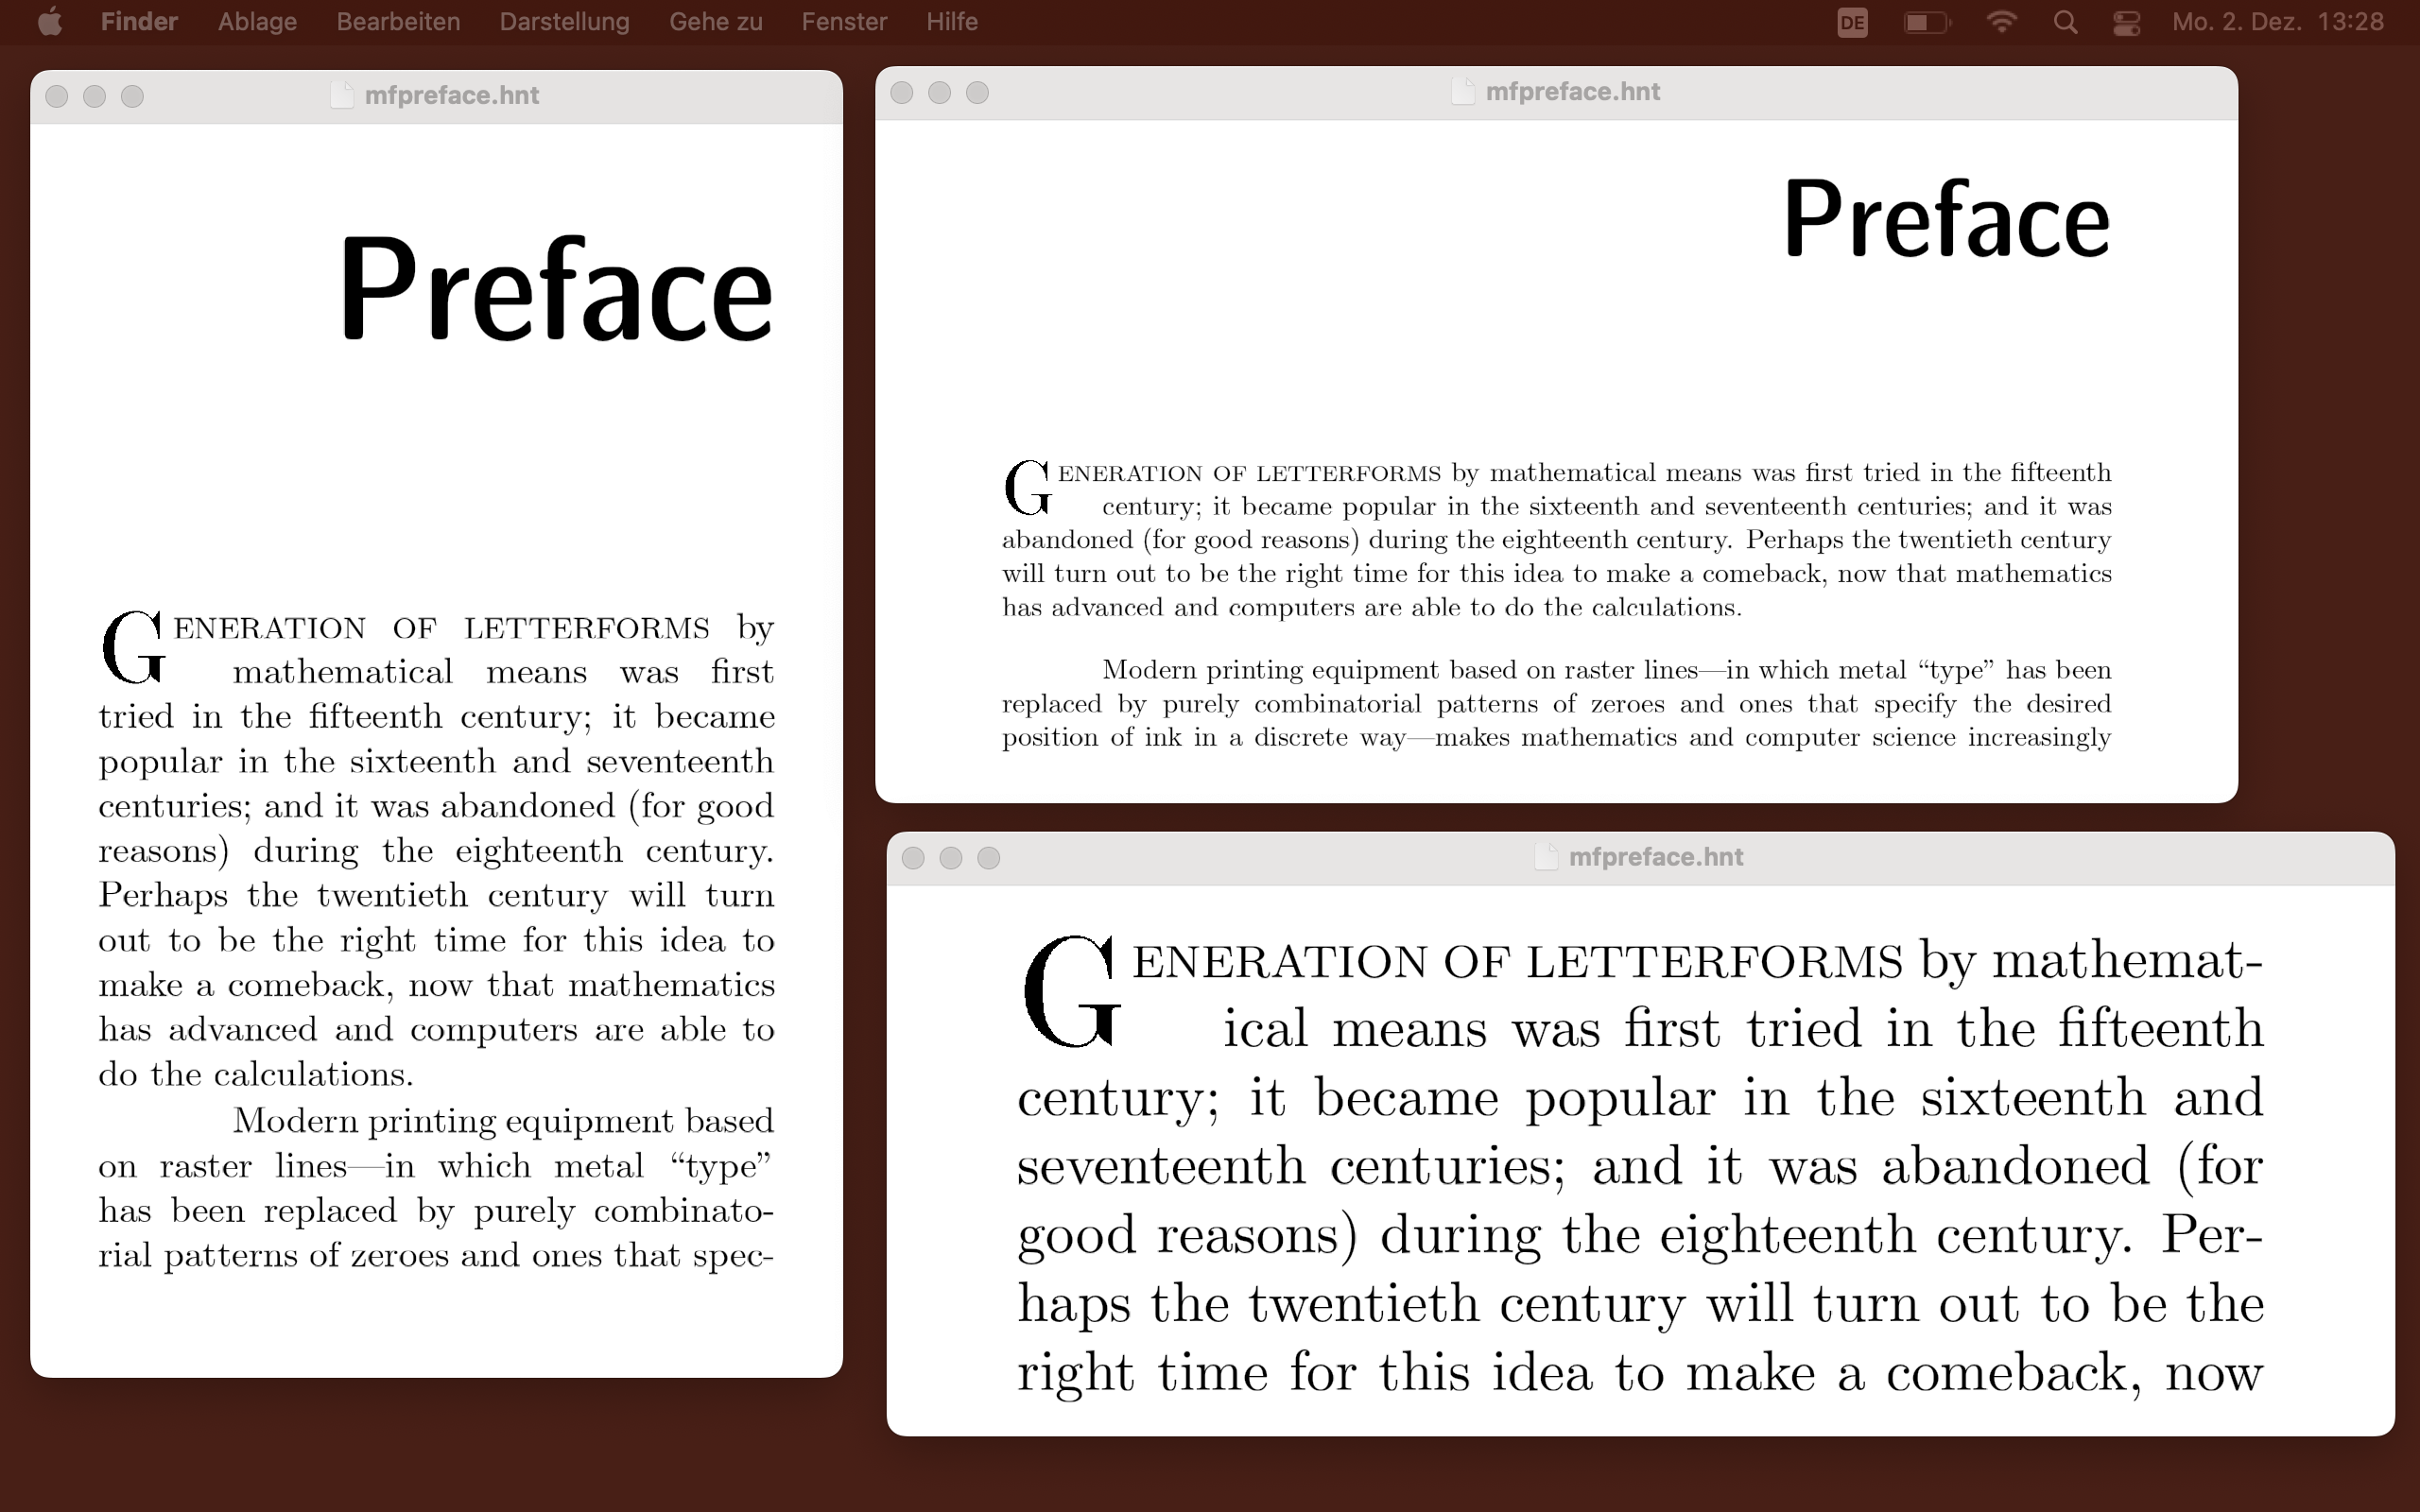 Finder Ablage Bearbeiten Darstellung Gehe zu Fenster Hilfe DE Mo. 2. Dez. 13:28
mfpreface.hnt
Preface
GENERATION OF LETTERFORMS by
mathematical means was first
tried in the fifteenth century; it became
popular in the sixteenth and seventeenth
centuries; and it was abandoned (for good
reasons) during the eighteenth century.
Perhaps the twentieth century will turn
out to be the right time for this idea to
make a comeback, now that mathematics
has advanced and computers are able to
do the calculations.
Modern printing equipment based
on raster lines—in which metal “type”
has been replaced by purely combinato-
rial patterns of zeroes and ones that spec-
mfpreface.hnt
Preface
GENERATION OF LETTERFORMS by mathematical means was first tried in the fifteenth
century; it became popular in the sixteenth and seventeenth centuries; and it was
abandoned (for good reasons) during the eighteenth century. Perhaps the twentieth century
will turn out to be the right time for this idea to make a comeback, now that mathematics
has advanced and computers are able to do the calculations.
Modern printing equipment based on raster lines—in which metal “type” has been
replaced by purely combinatorial patterns of zeroes and ones that specify the desired
position of ink in a discrete way—makes mathematics and computer science increasingly
mfpreface.hnt
GENERATION OF LETTERFORMS by mathemat-
ical means was first tried in the fifteenth
century; it became popular in the sixteenth and
seventeenth centuries; and it was abandoned (for
good reasons) during the eighteenth century. Per-
haps the twentieth century will turn out to be the
right time for this idea to make a comeback, now